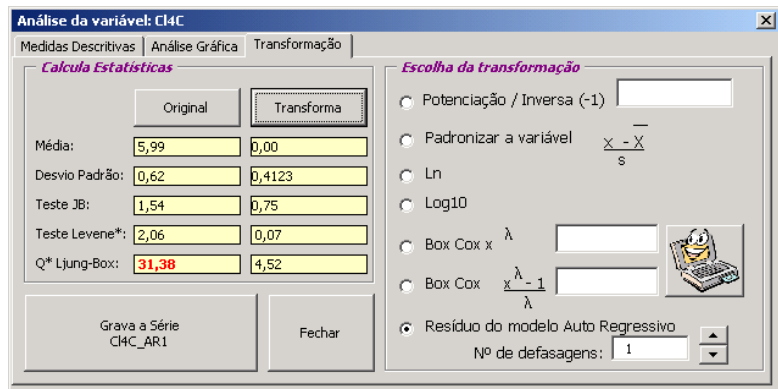 Análise da variável: Cl4C
Medidas Descritivas
Análise Gráfica
Transformação
Calcula Estatísticas
Original
Transforma
Média:
5,99
0,00
Desvio Padrão:
0,62
0,4123
Teste JB:
1,54
0,75
Teste Levene*:
2,06
0,07
Q* Ljung-Box:
31,38
4,52
Grava a Série
Cl4C_AR1
Fechar
Escolha da transformação
Potenciação / Inversa (-1)
Padronizar a variável
x - X
s
Ln
Log10
Box Cox x λ
Box Cox
x λ - 1
λ
Resíduo do modelo Auto Regressivo
Nº de defasagens: 1